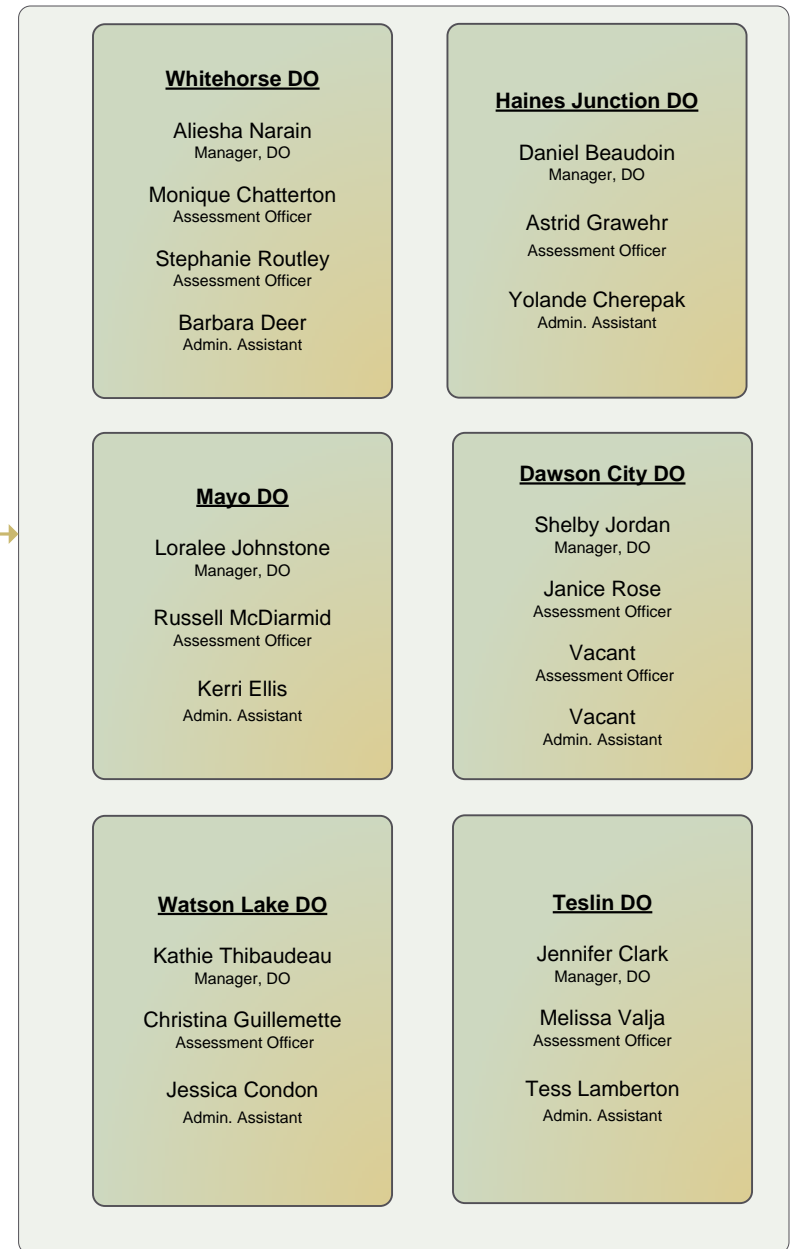 Whitehorse DO
Aliesha Narain
Manager, DO
Monique Chatterton
Assessment Officer
Stephanie Routley
Assessment Officer
Barbara Deer
Admin. Assistant
Haines Junction DO
Daniel Beaudoin
Manager, DO
Astrid Grawehr
Assessment Officer
Yolande Cherepak
Admin. Assistant
Mayo DO
Loralee Johnstone
Manager, DO
Russell McDiarmid
Assessment Officer
Kerri Ellis
Admin. Assistant
Dawson City DO
Shelby Jordan
Manager, DO
Janice Rose
Assessment Officer
Vacant
Assessment Officer
Vacant
Admin. Assistant
Watson Lake DO
Kathie Thibaudeau
Manager, DO
Christina Guillemette
Assessment Officer
Jessica Condon
Admin. Assistant
Teslin DO
Jennifer Clark
Manager, DO
Melissa Valja
Assessment Officer
Tess Lamberton
Admin. Assistant